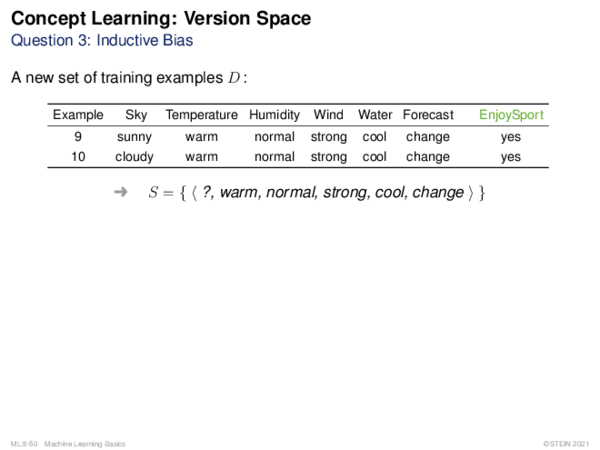 Concept Learning: Version Space
Question 3: Inductive Bias
A new set of training examples D:
Example Sky Temperature Humidity Wind Water Forecast EnjoySport
9 sunny warm normal strong cool change yes
10 cloudy warm normal strong cool change yes
➜ S = { ⟨ ?, warm, normal, strong, cool, change ⟩ }
ML:II-50 Machine Learning Basics ©STEIN 2021